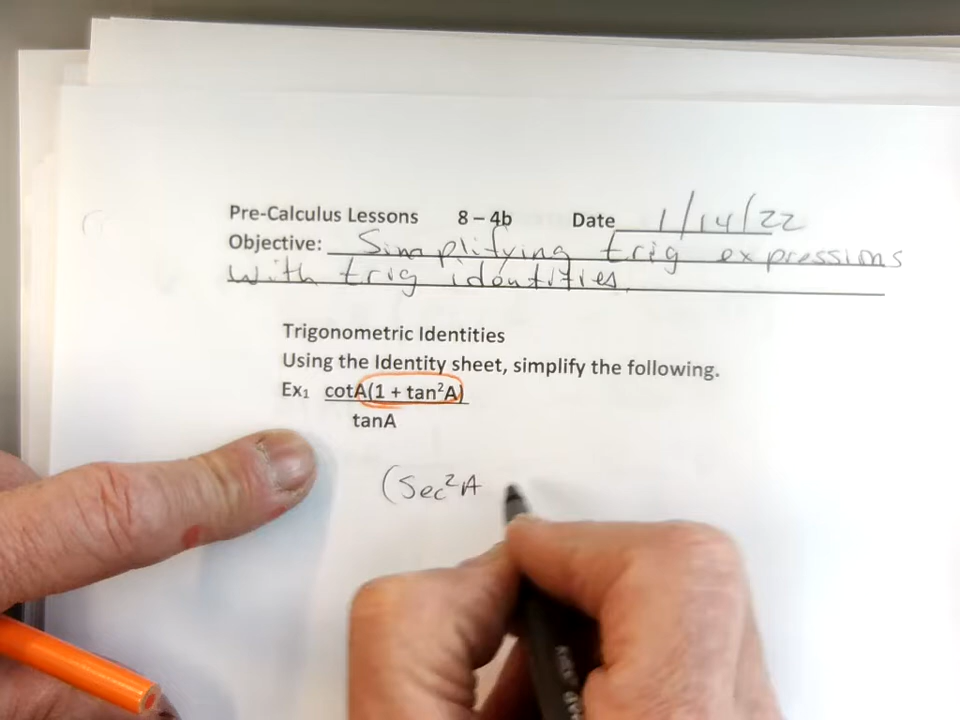 Pre-Calculus Lessons 8 – 4b Date 1/14/22
Objective: Simplifying trig expressions
with trig identities.
Trigonometric Identities
Using the Identity sheet, simplify the following.
Ex₁ cotA(1 + tan²A)
tanA
(Sec²A